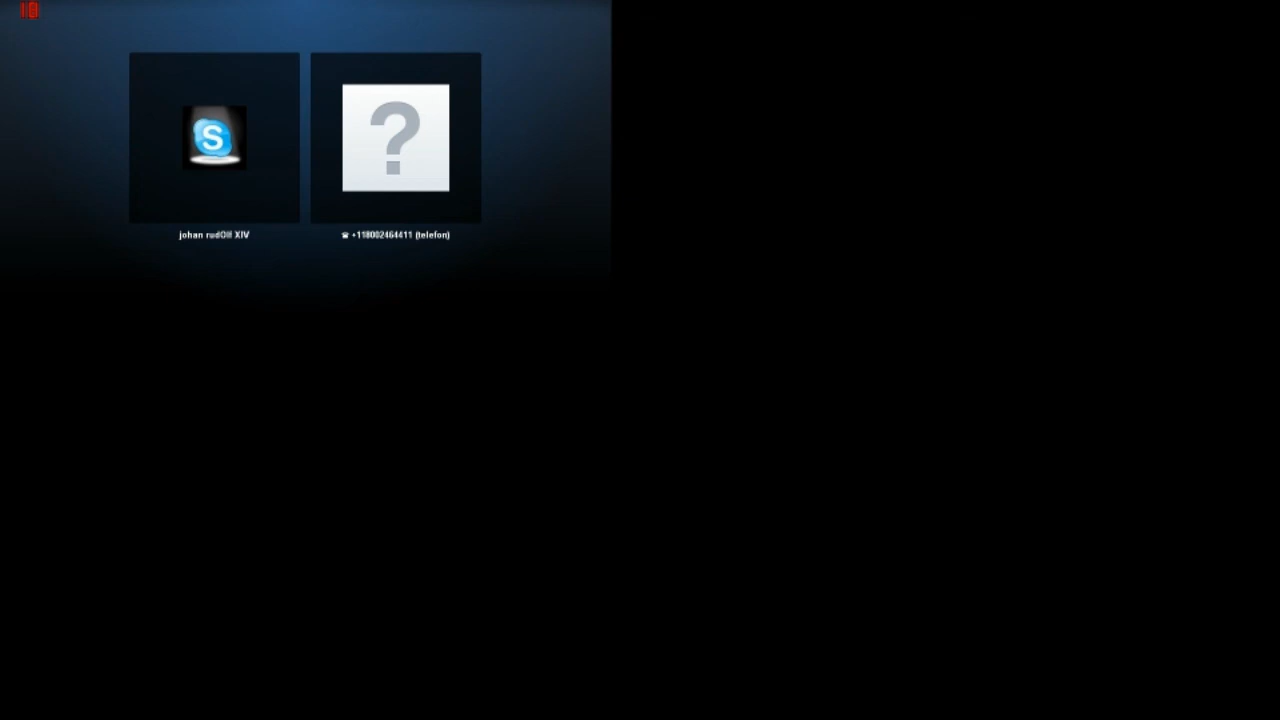 S
?
johan rudOlf XIV
☎ +118002464411 (telefon)